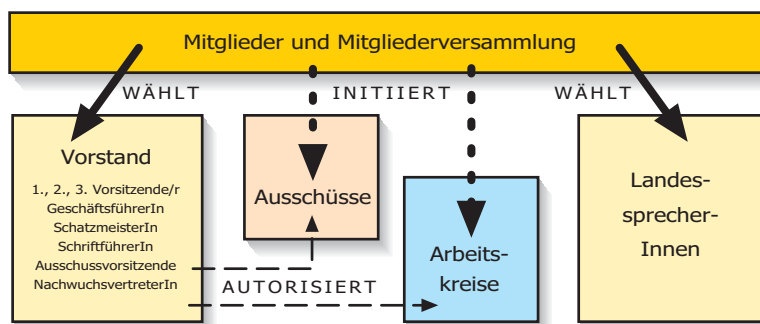 Mitglieder und Mitgliederversammlung
WÄHLT
INITIIERT
WÄHLT
Vorstand
1., 2., 3. Vorsitzende/r
GeschäftsführerIn
SchatzmeisterIn
SchriftführerIn
Ausschussvorsitzende
NachwuchsvertreterIn
Ausschüsse
AUTORISIERT
Arbeits-
kreise
Landes-
sprecher-
Innen